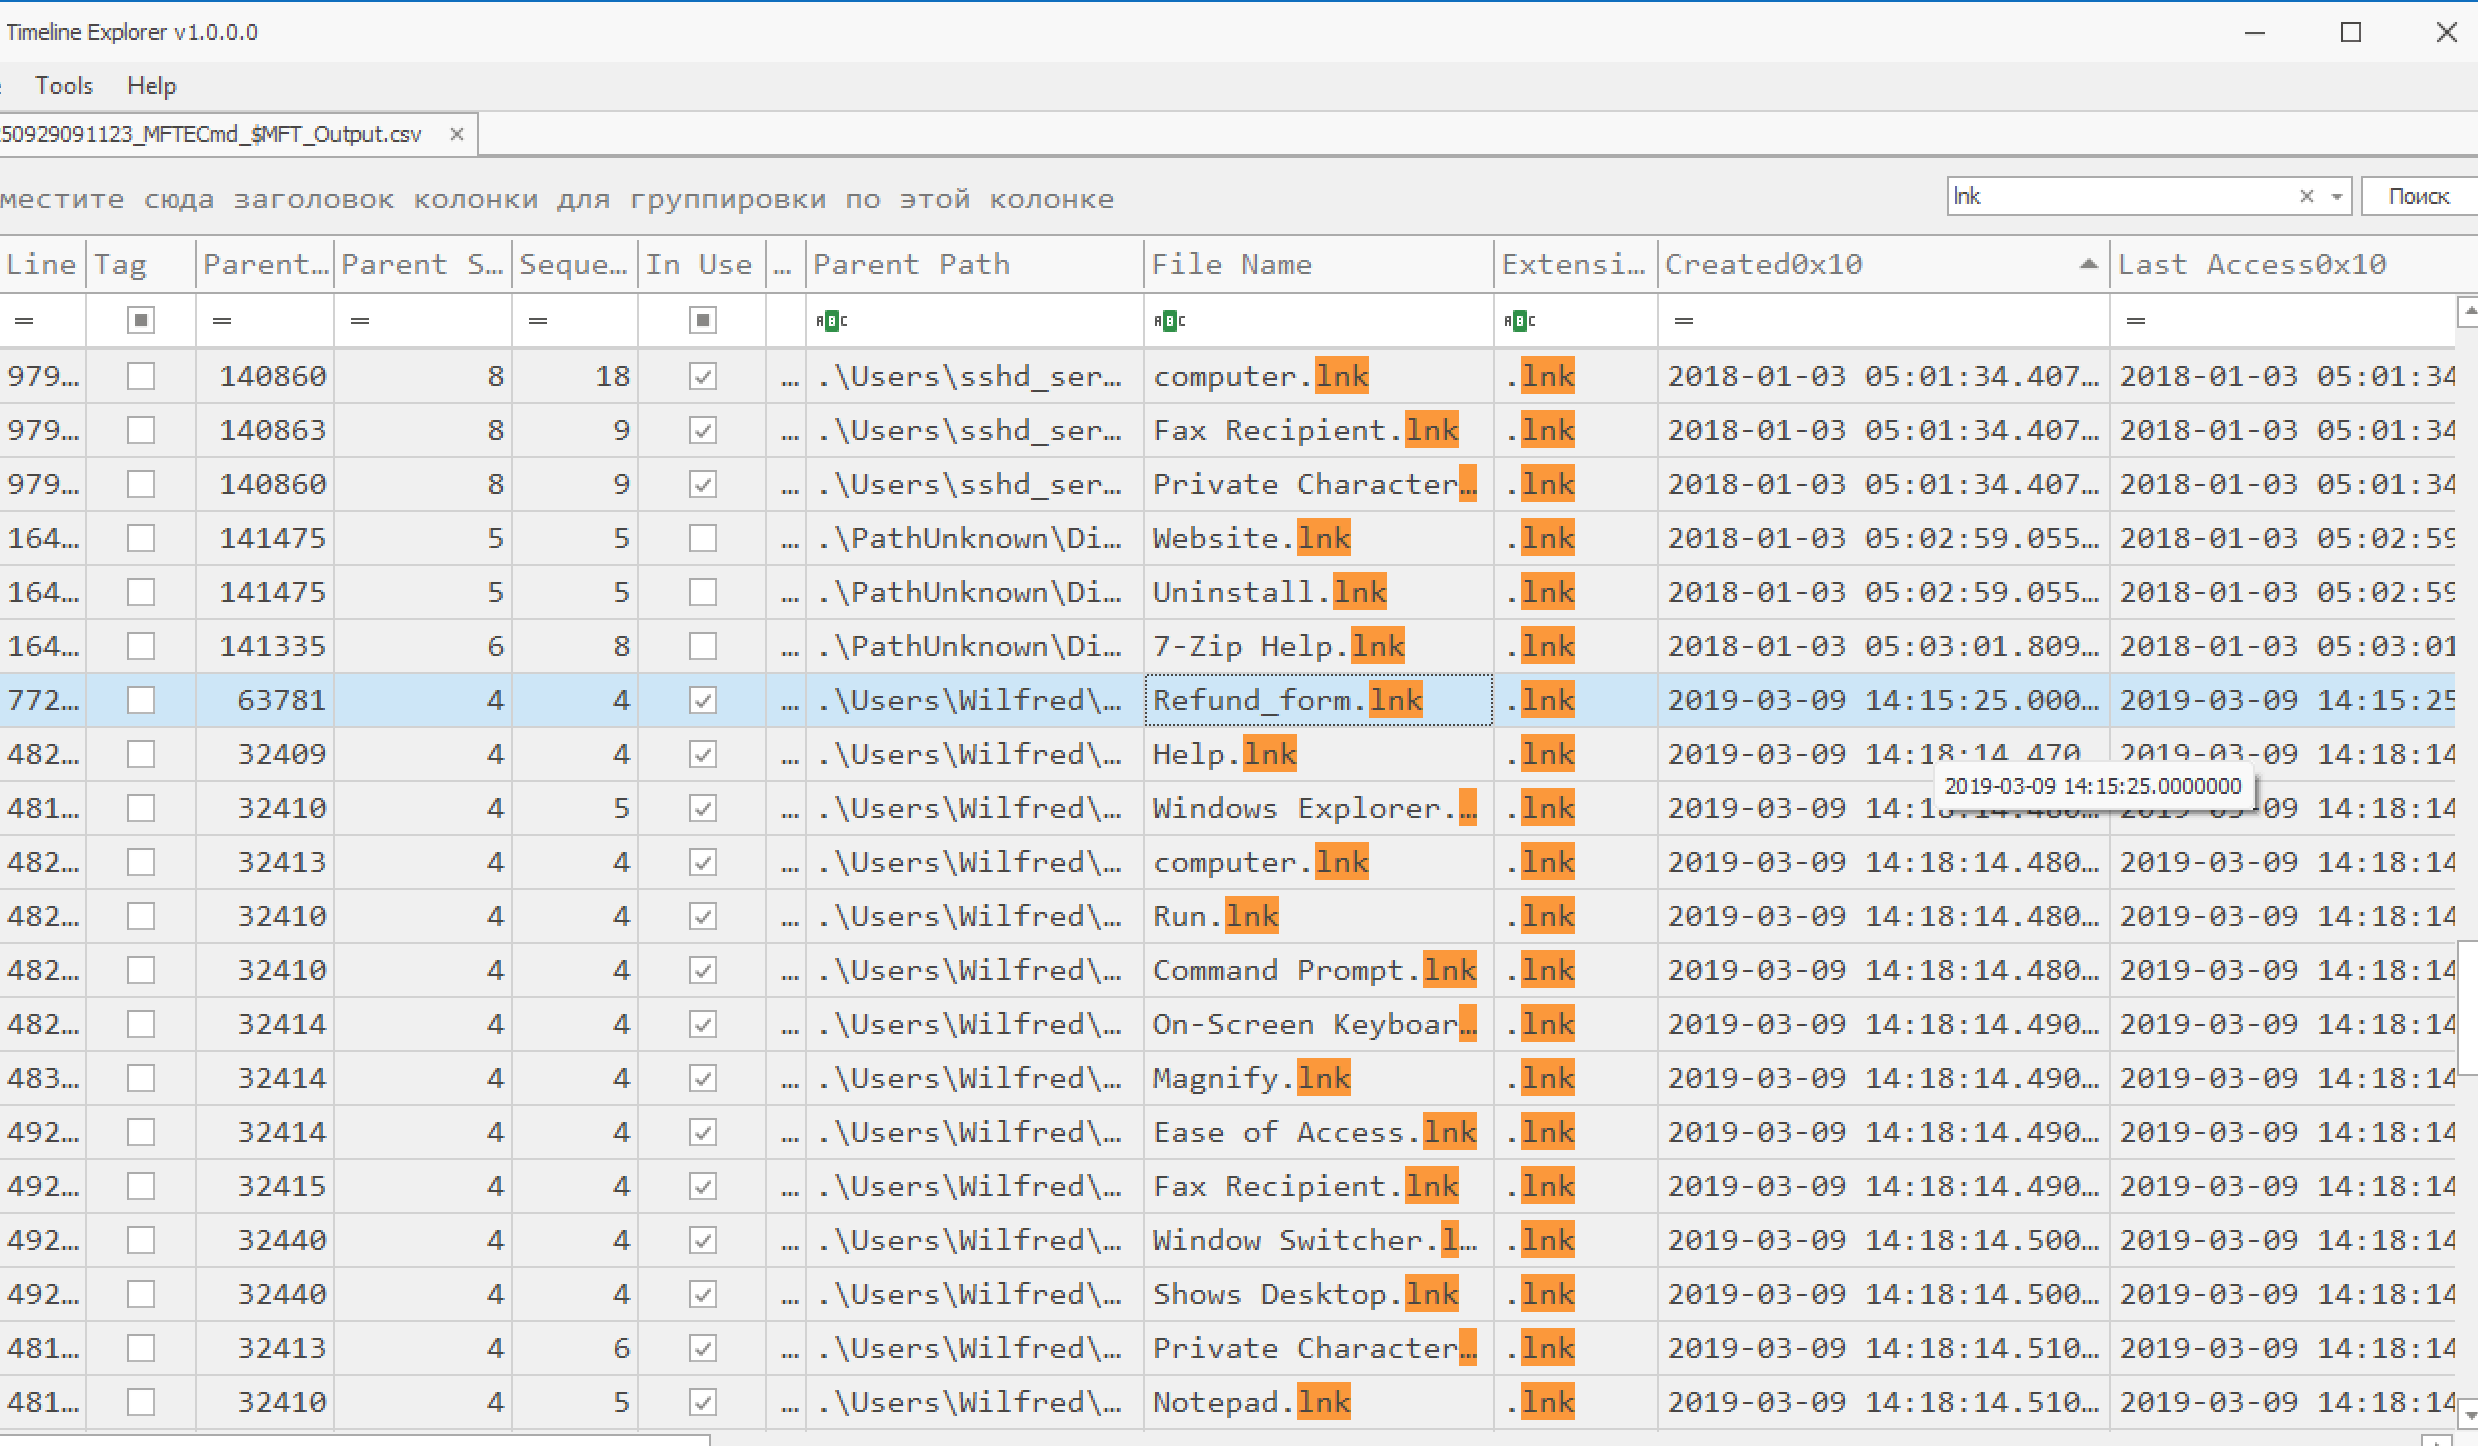 Timeline Explorer v1.0.0.0
Tools Help
250929091123_MFTECmd_$MFT_Output.csv
местите сюда заголовок колонки для группировки по этой колонке
lnk Поиск
Line Tag Parent… Parent S… Seque… In Use … Parent Path File Name Extensi… Created0x10 Last Access0x10
= = = = ABC ABC ABC = =
979… 140860 8 18 … .\Users\sshd_ser… computer.lnk .lnk 2018-01-03 05:01:34.407… 2018-01-03 05:01:34
979… 140863 8 9 … .\Users\sshd_ser… Fax Recipient.lnk .lnk 2018-01-03 05:01:34.407… 2018-01-03 05:01:34
979… 140860 8 9 … .\Users\sshd_ser… Private Character… .lnk 2018-01-03 05:01:34.407… 2018-01-03 05:01:34
164… 141475 5 5 … .\PathUnknown\Di… Website.lnk .lnk 2018-01-03 05:02:59.055… 2018-01-03 05:02:59
164… 141475 5 5 … .\PathUnknown\Di… Uninstall.lnk .lnk 2018-01-03 05:02:59.055… 2018-01-03 05:02:59
164… 141335 6 8 … .\PathUnknown\Di… 7-Zip Help.lnk .lnk 2018-01-03 05:03:01.809… 2018-01-03 05:03:01
772… 63781 4 4 … .\Users\Wilfred\… Refund_form.lnk .lnk 2019-03-09 14:15:25.000… 2019-03-09 14:15:25
482… 32409 4 4 … .\Users\Wilfred\… Help.lnk .lnk 2019-03-09 14:18:14.470 2019-03-09 14:18:14
2019-03-09 14:15:25.0000000
481… 32410 4 5 … .\Users\Wilfred\… Windows Explorer.… .lnk 2019-03-09 14:18:14.480… 2019-03-09 14:18:14
482… 32413 4 4 … .\Users\Wilfred\… computer.lnk .lnk 2019-03-09 14:18:14.480… 2019-03-09 14:18:14
482… 32410 4 4 … .\Users\Wilfred\… Run.lnk .lnk 2019-03-09 14:18:14.480… 2019-03-09 14:18:14
482… 32410 4 4 … .\Users\Wilfred\… Command Prompt.lnk .lnk 2019-03-09 14:18:14.480… 2019-03-09 14:18:14
482… 32414 4 4 … .\Users\Wilfred\… On-Screen Keyboar… .lnk 2019-03-09 14:18:14.490… 2019-03-09 14:18:14
483… 32414 4 4 … .\Users\Wilfred\… Magnify.lnk .lnk 2019-03-09 14:18:14.490… 2019-03-09 14:18:14
492… 32414 4 4 … .\Users\Wilfred\… Ease of Access.lnk .lnk 2019-03-09 14:18:14.490… 2019-03-09 14:18:14
492… 32415 4 4 … .\Users\Wilfred\… Fax Recipient.lnk .lnk 2019-03-09 14:18:14.490… 2019-03-09 14:18:14
492… 32440 4 4 … .\Users\Wilfred\… Window Switcher.l… .lnk 2019-03-09 14:18:14.500… 2019-03-09 14:18:14
492… 32440 4 4 … .\Users\Wilfred\… Shows Desktop.lnk .lnk 2019-03-09 14:18:14.500… 2019-03-09 14:18:14
481… 32413 4 6 … .\Users\Wilfred\… Private Character… .lnk 2019-03-09 14:18:14.510… 2019-03-09 14:18:14
481… 32410 4 5 … .\Users\Wilfred\… Notepad.lnk .lnk 2019-03-09 14:18:14.510… 2019-03-09 14:18:14